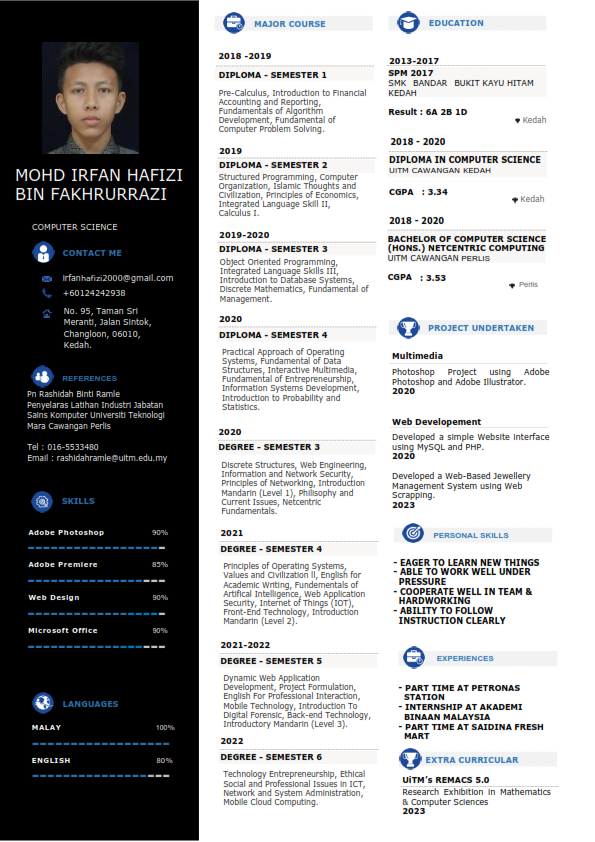 MOHD IRFAN HAFIZI
BIN FAKHRURRAZI
COMPUTER SCIENCE
CONTACT ME
irfanhafizi2000@gmail.com
+60124242938
No. 95, Taman Sri
Meranti, Jalan Sintok,
Changloon, 06010,
Kedah.
REFERENCES
Pn Rashidah Binti Ramle
Penyelaras Latihan Industri Jabatan
Sains Komputer Universiti Teknologi
Mara Cawangan Perlis
Tel : 016-5533480
Email : rashidahramle@uitm.edu.my
SKILLS
Adobe Photoshop 90%
Adobe Premiere 85%
Web Design 90%
Microsoft Office 90%
LANGUAGES
MALAY 100%
ENGLISH 80%
MAJOR COURSE
2018 -2019
DIPLOMA – SEMESTER 1
Pre-Calculus, Introduction to Financial
Accounting and Reporting,
Fundamentals of Algorithm
Development, Fundamental of
Computer Problem Solving.
2019
DIPLOMA – SEMESTER 2
Structured Programming, Computer
Organization, Islamic Thoughts and
Civilization, Principles of Economics,
Integrated Language Skill II,
Calculus I.
2019-2020
DIPLOMA – SEMESTER 3
Object Oriented Programming,
Integrated Language Skills III,
Introduction to Database Systems,
Discrete Mathematics, Fundamental of
Management.
2020
DIPLOMA – SEMESTER 4
Practical Approach of Operating
Systems, Fundamental of Data
Structures, Interactive Multimedia,
Fundamental of Entrepreneurship,
Information Systems Development,
Introduction to Probability and
Statistics.
2020
DEGREE – SEMESTER 3
Discrete Structures, Web Engineering,
Information and Network Security,
Principles of Networking, Introduction
Mandarin (Level 1), Philisophy and
Current Issues, Netcentric
Fundamentals.
2021
DEGREE – SEMESTER 4
Principles of Operating Systems,
Values and Civilization II, English for
Academic Writing, Fundementals of
Artifical Intelligence, Web Application
Security, Internet of Things (IOT),
Front-End Technology, Introduction
Mandarin (Level 2).
2021-2022
DEGREE – SEMESTER 5
Dynamic Web Application
Development, Project Formulation,
English For Professional Interaction,
Mobile Technology, Introduction To
Digital Forensic, Back-end Technology,
Introductory Mandarin (Level 3).
2022
DEGREE – SEMESTER 6
Technology Entrepreneurship, Ethical
Social and Professional Issues in ICT,
Network and System Administration,
Mobile Cloud Computing.
EDUCATION
2013-2017
SPM 2017
SMK BANDAR BUKIT KAYU HITAM
KEDAH
Result : 6A 2B 1D
Kedah
2018 - 2020
DIPLOMA IN COMPUTER SCIENCE
UITM CAWANGAN KEDAH
CGPA : 3.34
Kedah
2018 - 2020
BACHELOR OF COMPUTER SCIENCE
(HONS.) NETCENTRIC COMPUTING
UITM CAWANGAN PERLIS
CGPA : 3.53
Perlis
PROJECT UNDERTAKEN
Multimedia
Photoshop Project using Adobe
Photoshop and Adobe Illustrator.
2020
Web Developement
Developed a simple Website Interface
using MySQL and PHP.
2020
Developed a Web-Based Jewellery
Management System using Web
Scrapping.
2023
PERSONAL SKILLS
- EAGER TO LEARN NEW THINGS
- ABLE TO WORK WELL UNDER
PRESSURE
- COOPERATE WELL IN TEAM &
HARDWORKING
- ABILITY TO FOLLOW
INSTRUCTION CLEARLY
EXPERIENCES
- PART TIME AT PETRONAS
STATION
- INTERNSHIP AT AKADEMI
BINAAN MALAYSIA
- PART TIME AT SAIDINA FRESH
MART
EXTRA CURRICULAR
UiTM's REMACS 5.0
Research Exhibition in Mathematics
& Computer Sciences
2023